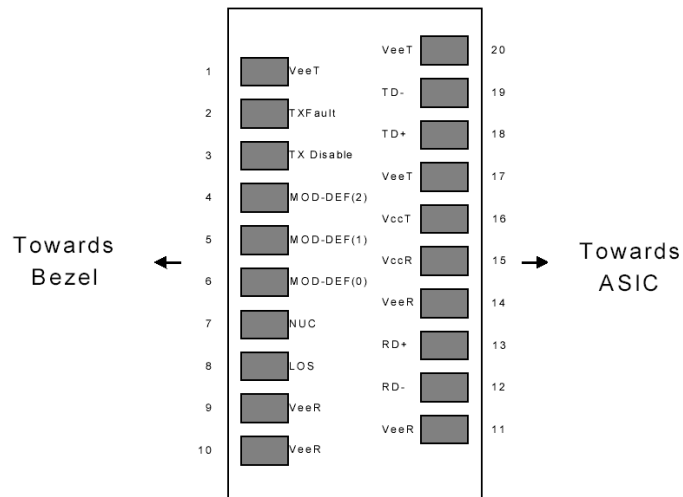 VeeT 20
1 VeeT
TD- 19
2 TXFault
TD+ 18
3 TX Disable
VeeT 17
4 MOD-DEF(2)
VccT 16
5 MOD-DEF(1)
Towards
Bezel
VccR 15
Towards
ASIC
6 MOD-DEF(0)
VeeR 14
7 NUC
RD+ 13
8 LOS
RD- 12
9 VeeR
VeeR 11
10 VeeR